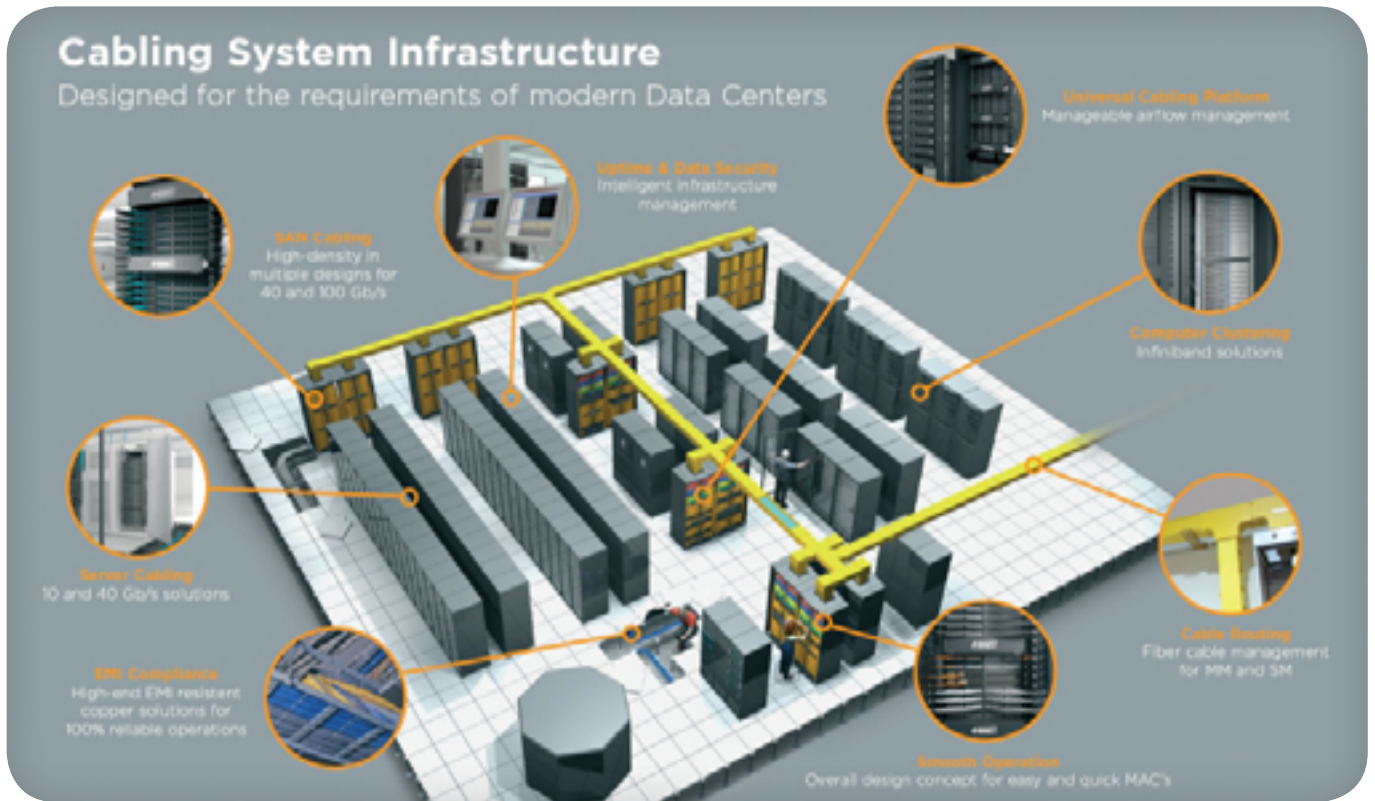 Cabling System Infrastructure
Designed for the requirements of modern Data Centers
Universal Cabling Platform
Manageable airflow management
Uptime & Data Security
Intelligent infrastructure
management
SAN Cabling
High-density in
multiple designs for
40 and 100 Gb/s
Computer Clustering
Infiniband solutions
Server Cabling
10 and 40 Gb/s solutions
Cable Routing
Fiber cable management
for MM and SM
EMI Compliance
High-end EMI resistent
copper solutions for
100% reliable operations
Smooth Operation
Overall design concept for easy and quick MAC's